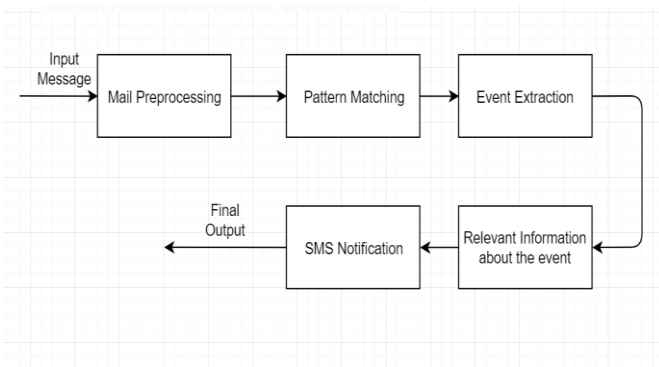 Input
Message
Mail Preprocessing
Pattern Matching
Event Extraction
Final
Output
SMS Notification
Relevant Information
about the event